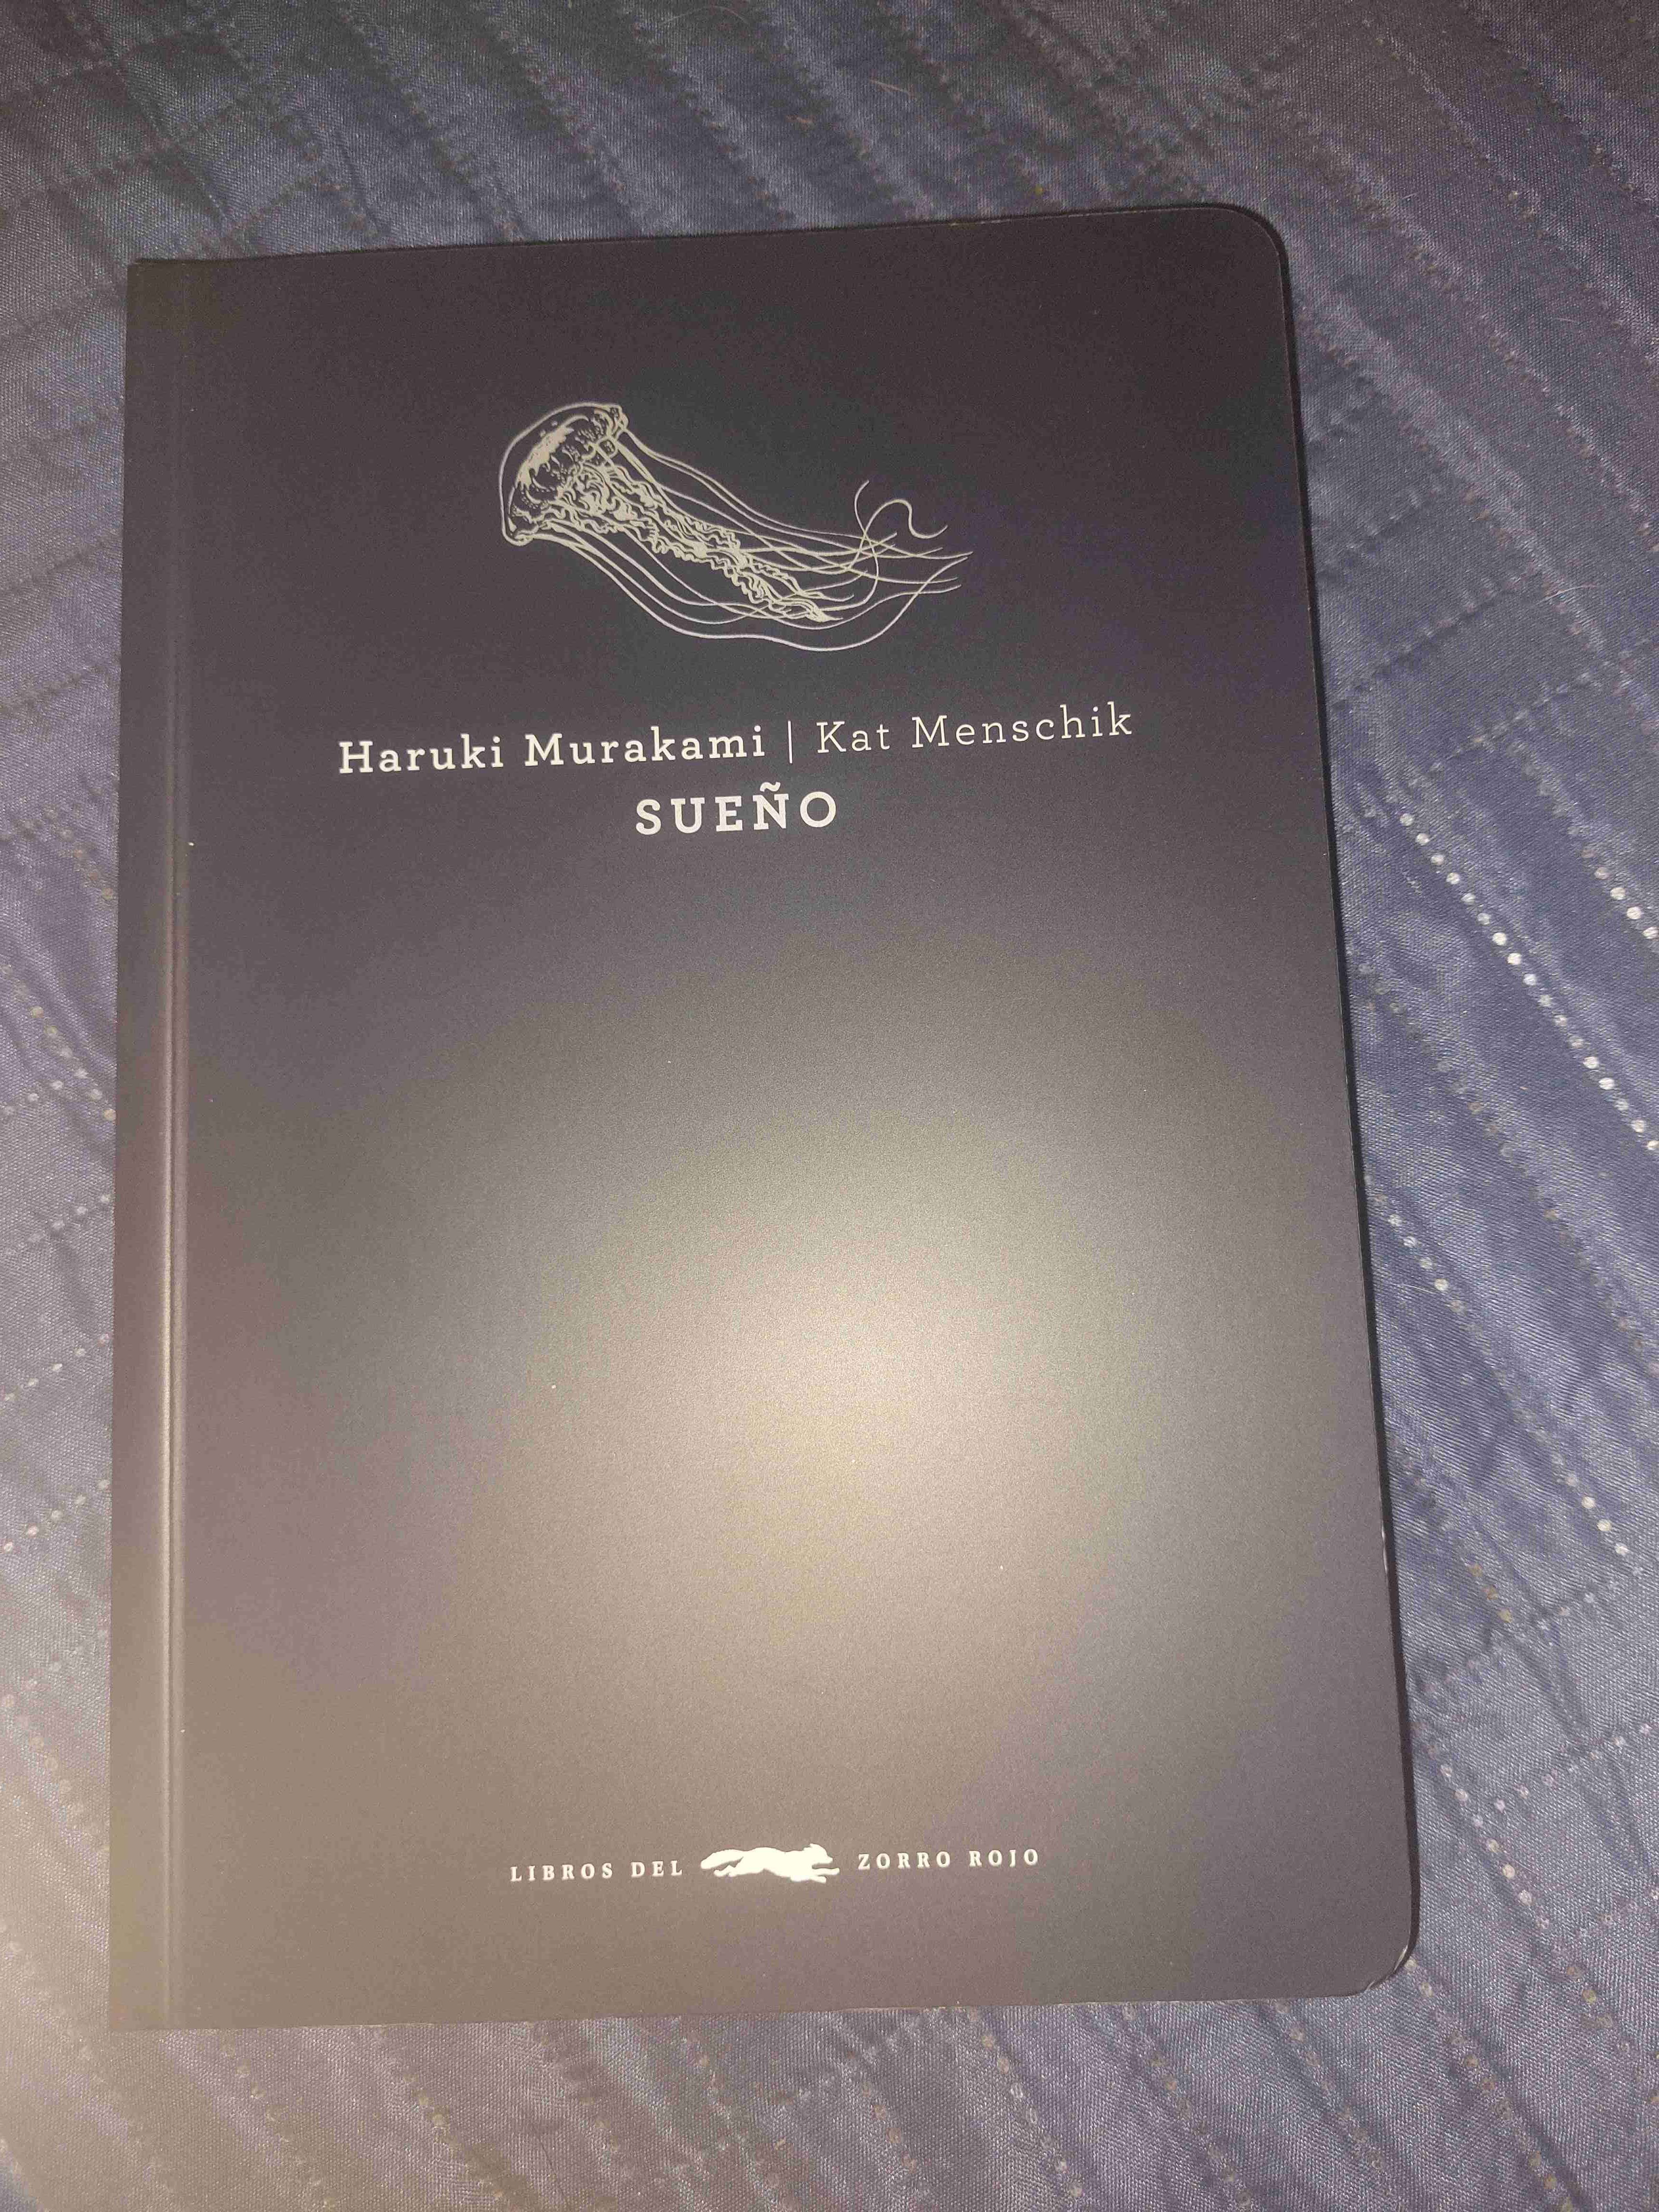 Haruki Murakami | Kat Menschik
SUEÑO
LIBROS DEL ZORRO ROJO